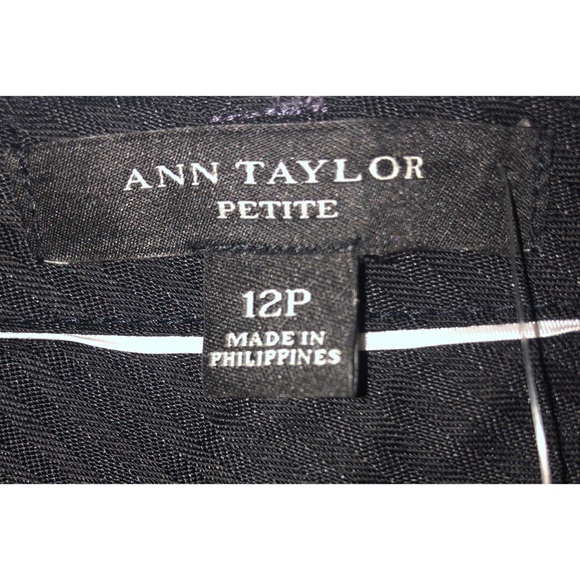 ANN TAYLOR
PETITE
12P
MADE IN
PHILIPPINES